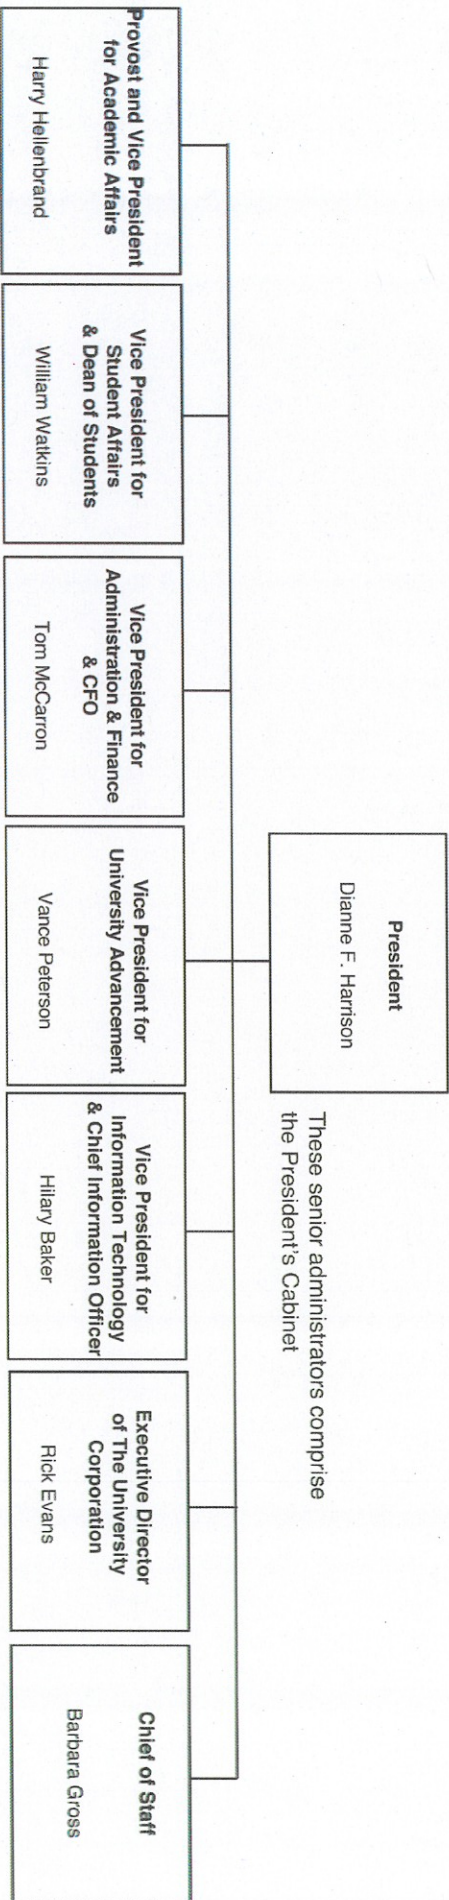 President
Dianne F. Harrison
These senior administrators comprise
the President's Cabinet
Provost and Vice President
for Academic Affairs
Harry Hellenbrand
Vice President for
Student Affairs
& Dean of Students
William Watkins
Vice President for
Administration & Finance
& CFO
Tom McCarron
Vice President for
University Advancement
Vance Peterson
Vice President for
Information Technology
& Chief Information Officer
Hilary Baker
Executive Director
of The University
Corporation
Rick Evans
Chief of Staff
Barbara Gross